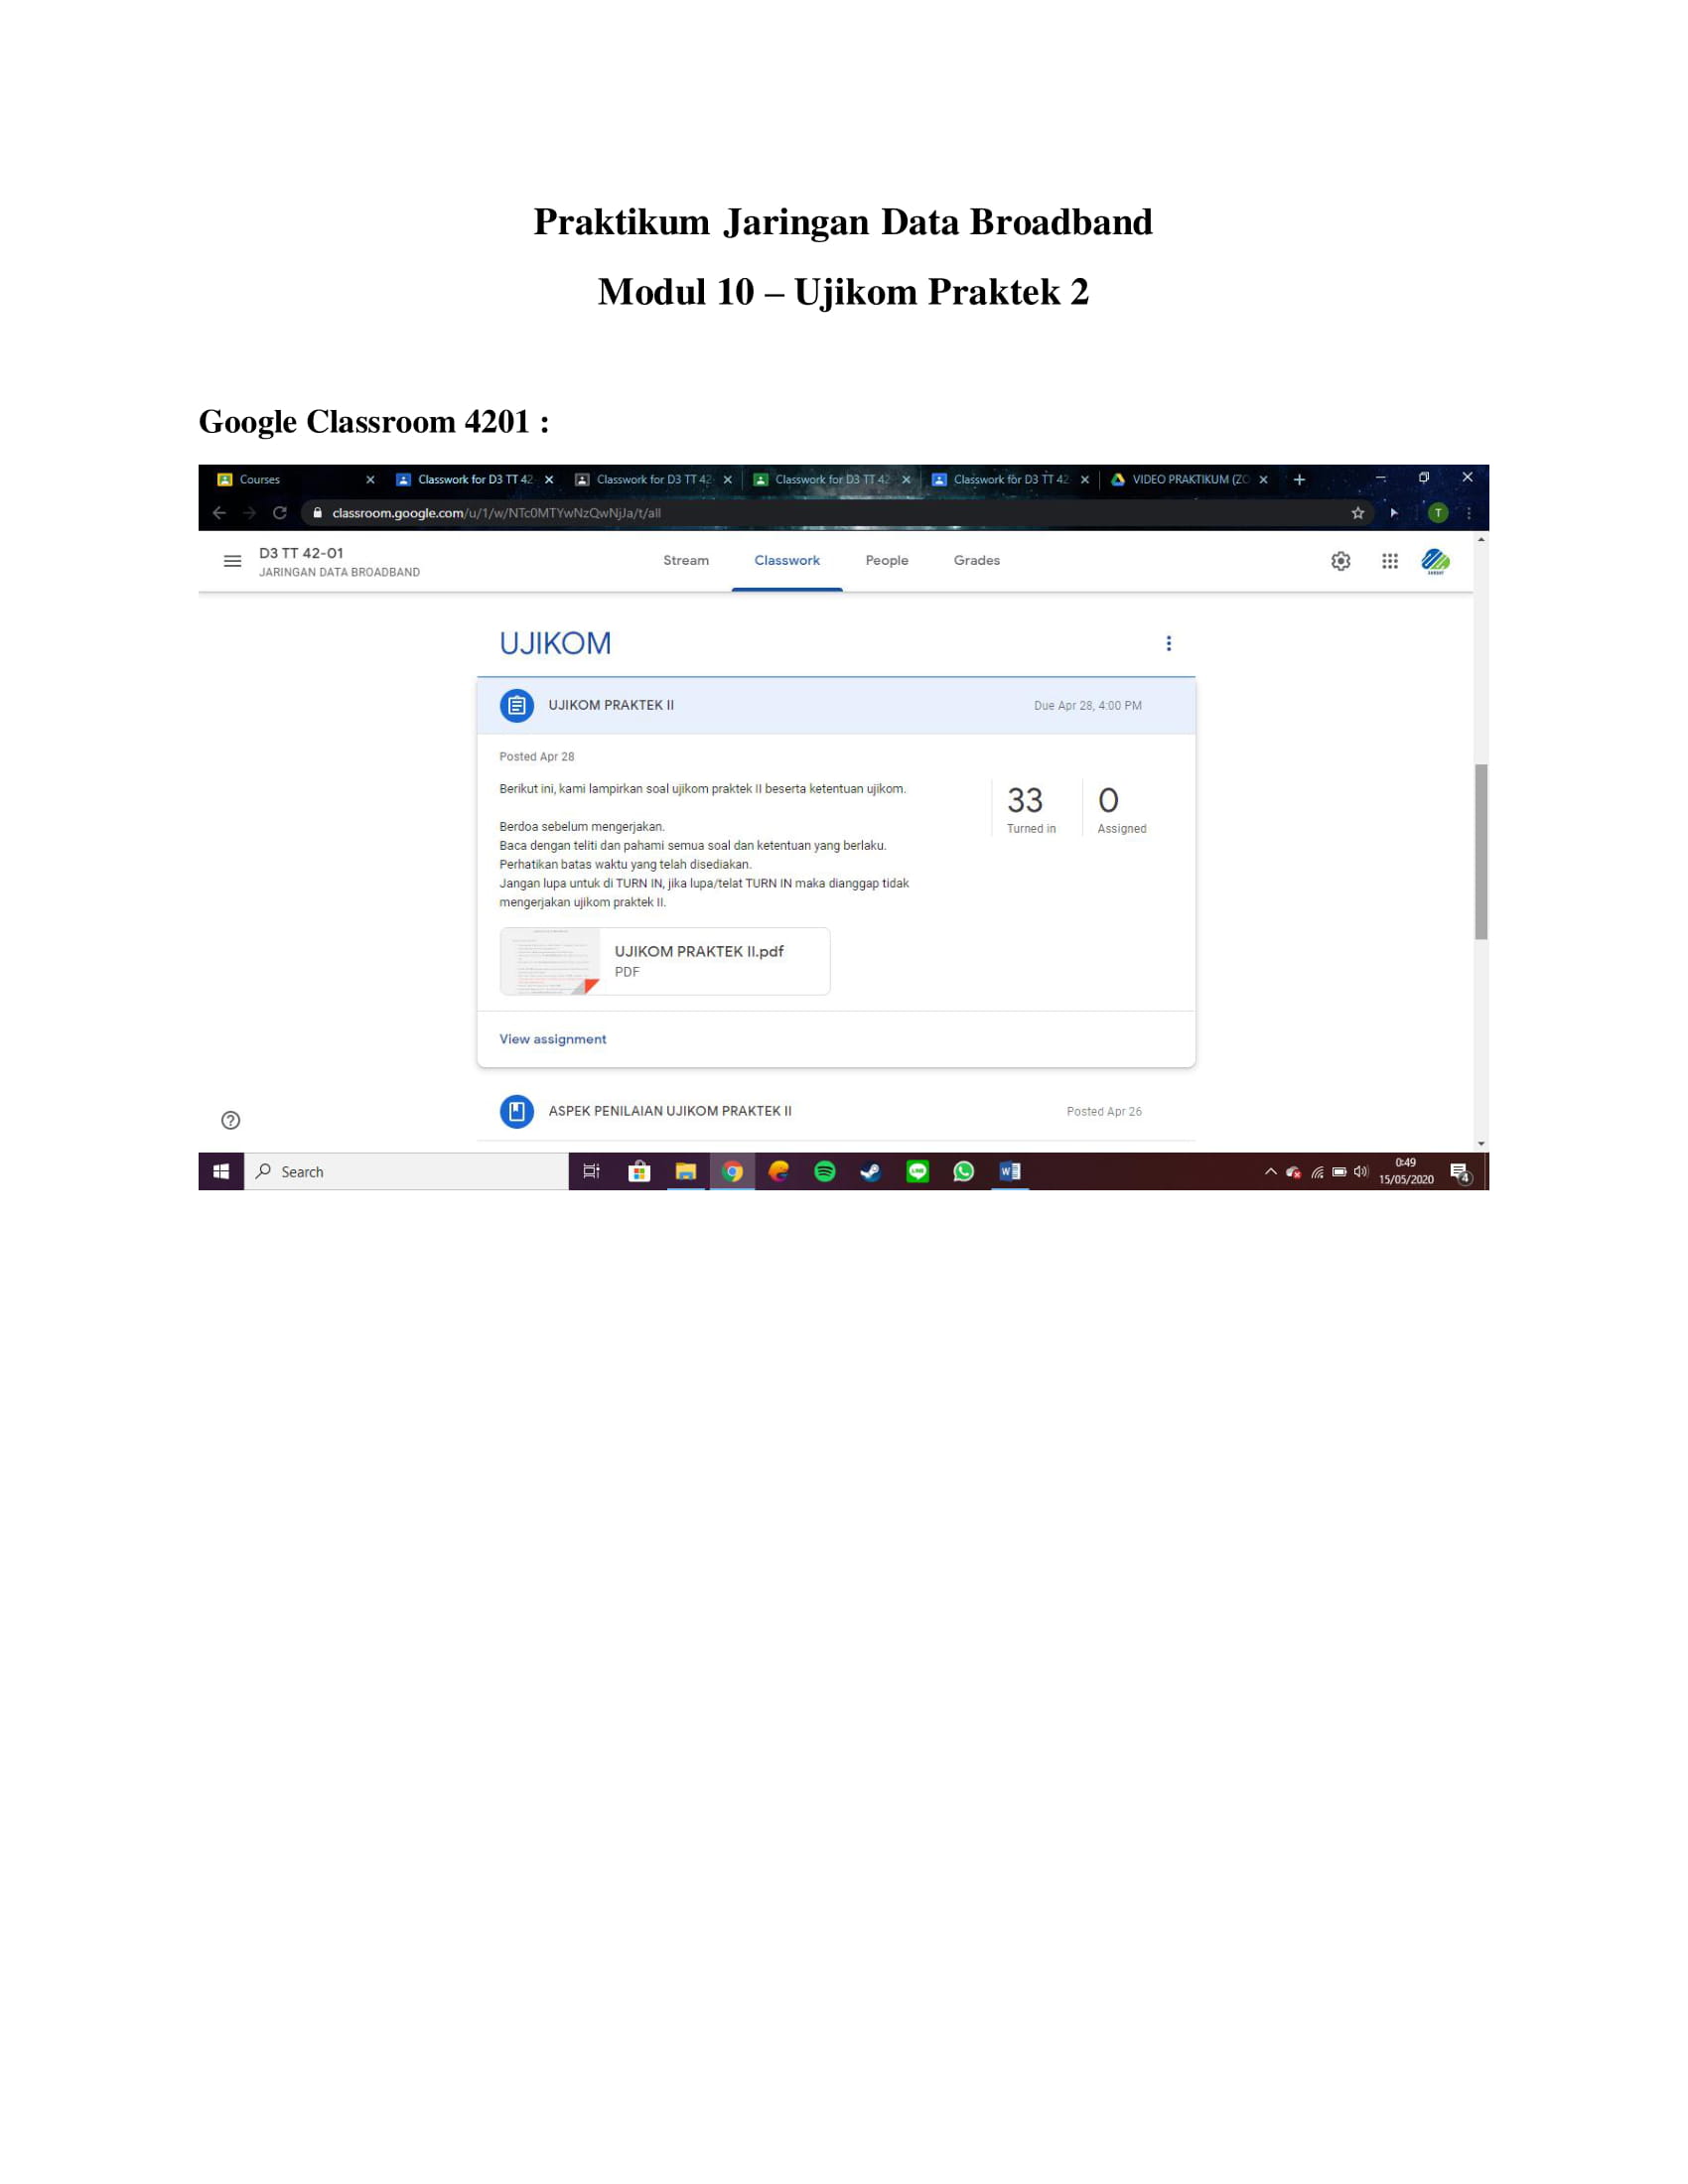 Praktikum Jaringan Data Broadband
Modul 10 – Ujikom Praktek 2
Google Classroom 4201 :
Courses
Classwork for D3 TT 42
Classwork for D3 TT 42
Classwork for D3 TT 42
Classwork for D3 TT 42
VIDEO PRAKTIKUM (ZO
classroom.google.com/u/1/w/NTc0MTYwNzQwNjJa/t/all
T
D3 TT 42-01
JARINGAN DATA BROADBAND
Stream
Classwork
People
Grades
UJIKOM
UJIKOM PRAKTEK II
Due Apr 28, 4:00 PM
Posted Apr 28
Berikut ini, kami lampirkan soal ujikom praktek II beserta ketentuan ujikom.
33
Turned in
0
Assigned
Berdoa sebelum mengerjakan.
Baca dengan teliti dan pahami semua soal dan ketentuan yang berlaku.
Perhatikan batas waktu yang telah disediakan.
Jangan lupa untuk di TURN IN, jika lupa/telat TURN IN maka dianggap tidak
mengerjakan ujikom praktek II.
UJIKOM PRAKTEK II.pdf
PDF
View assignment
ASPEK PENILAIAN UJIKOM PRAKTEK II
Posted Apr 26
Search
0:49
15/05/2020
4